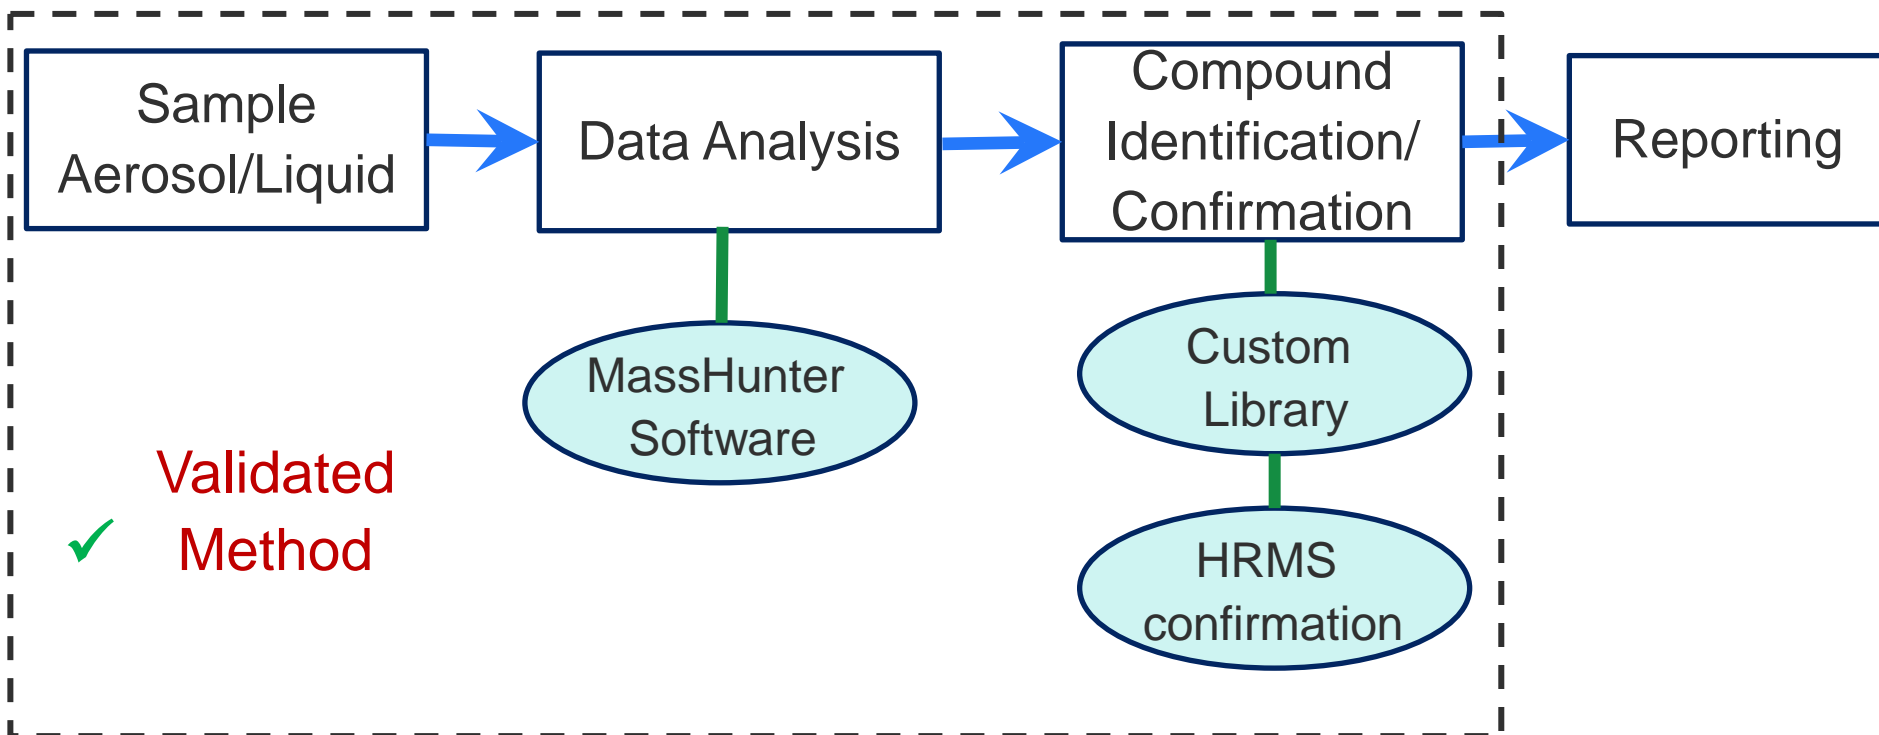 Sample
Aerosol/Liquid
Data Analysis
Compound
Identification/
Confirmation
Reporting
MassHunter
Software
Custom
Library
HRMS
confirmation
Validated
✓ Method